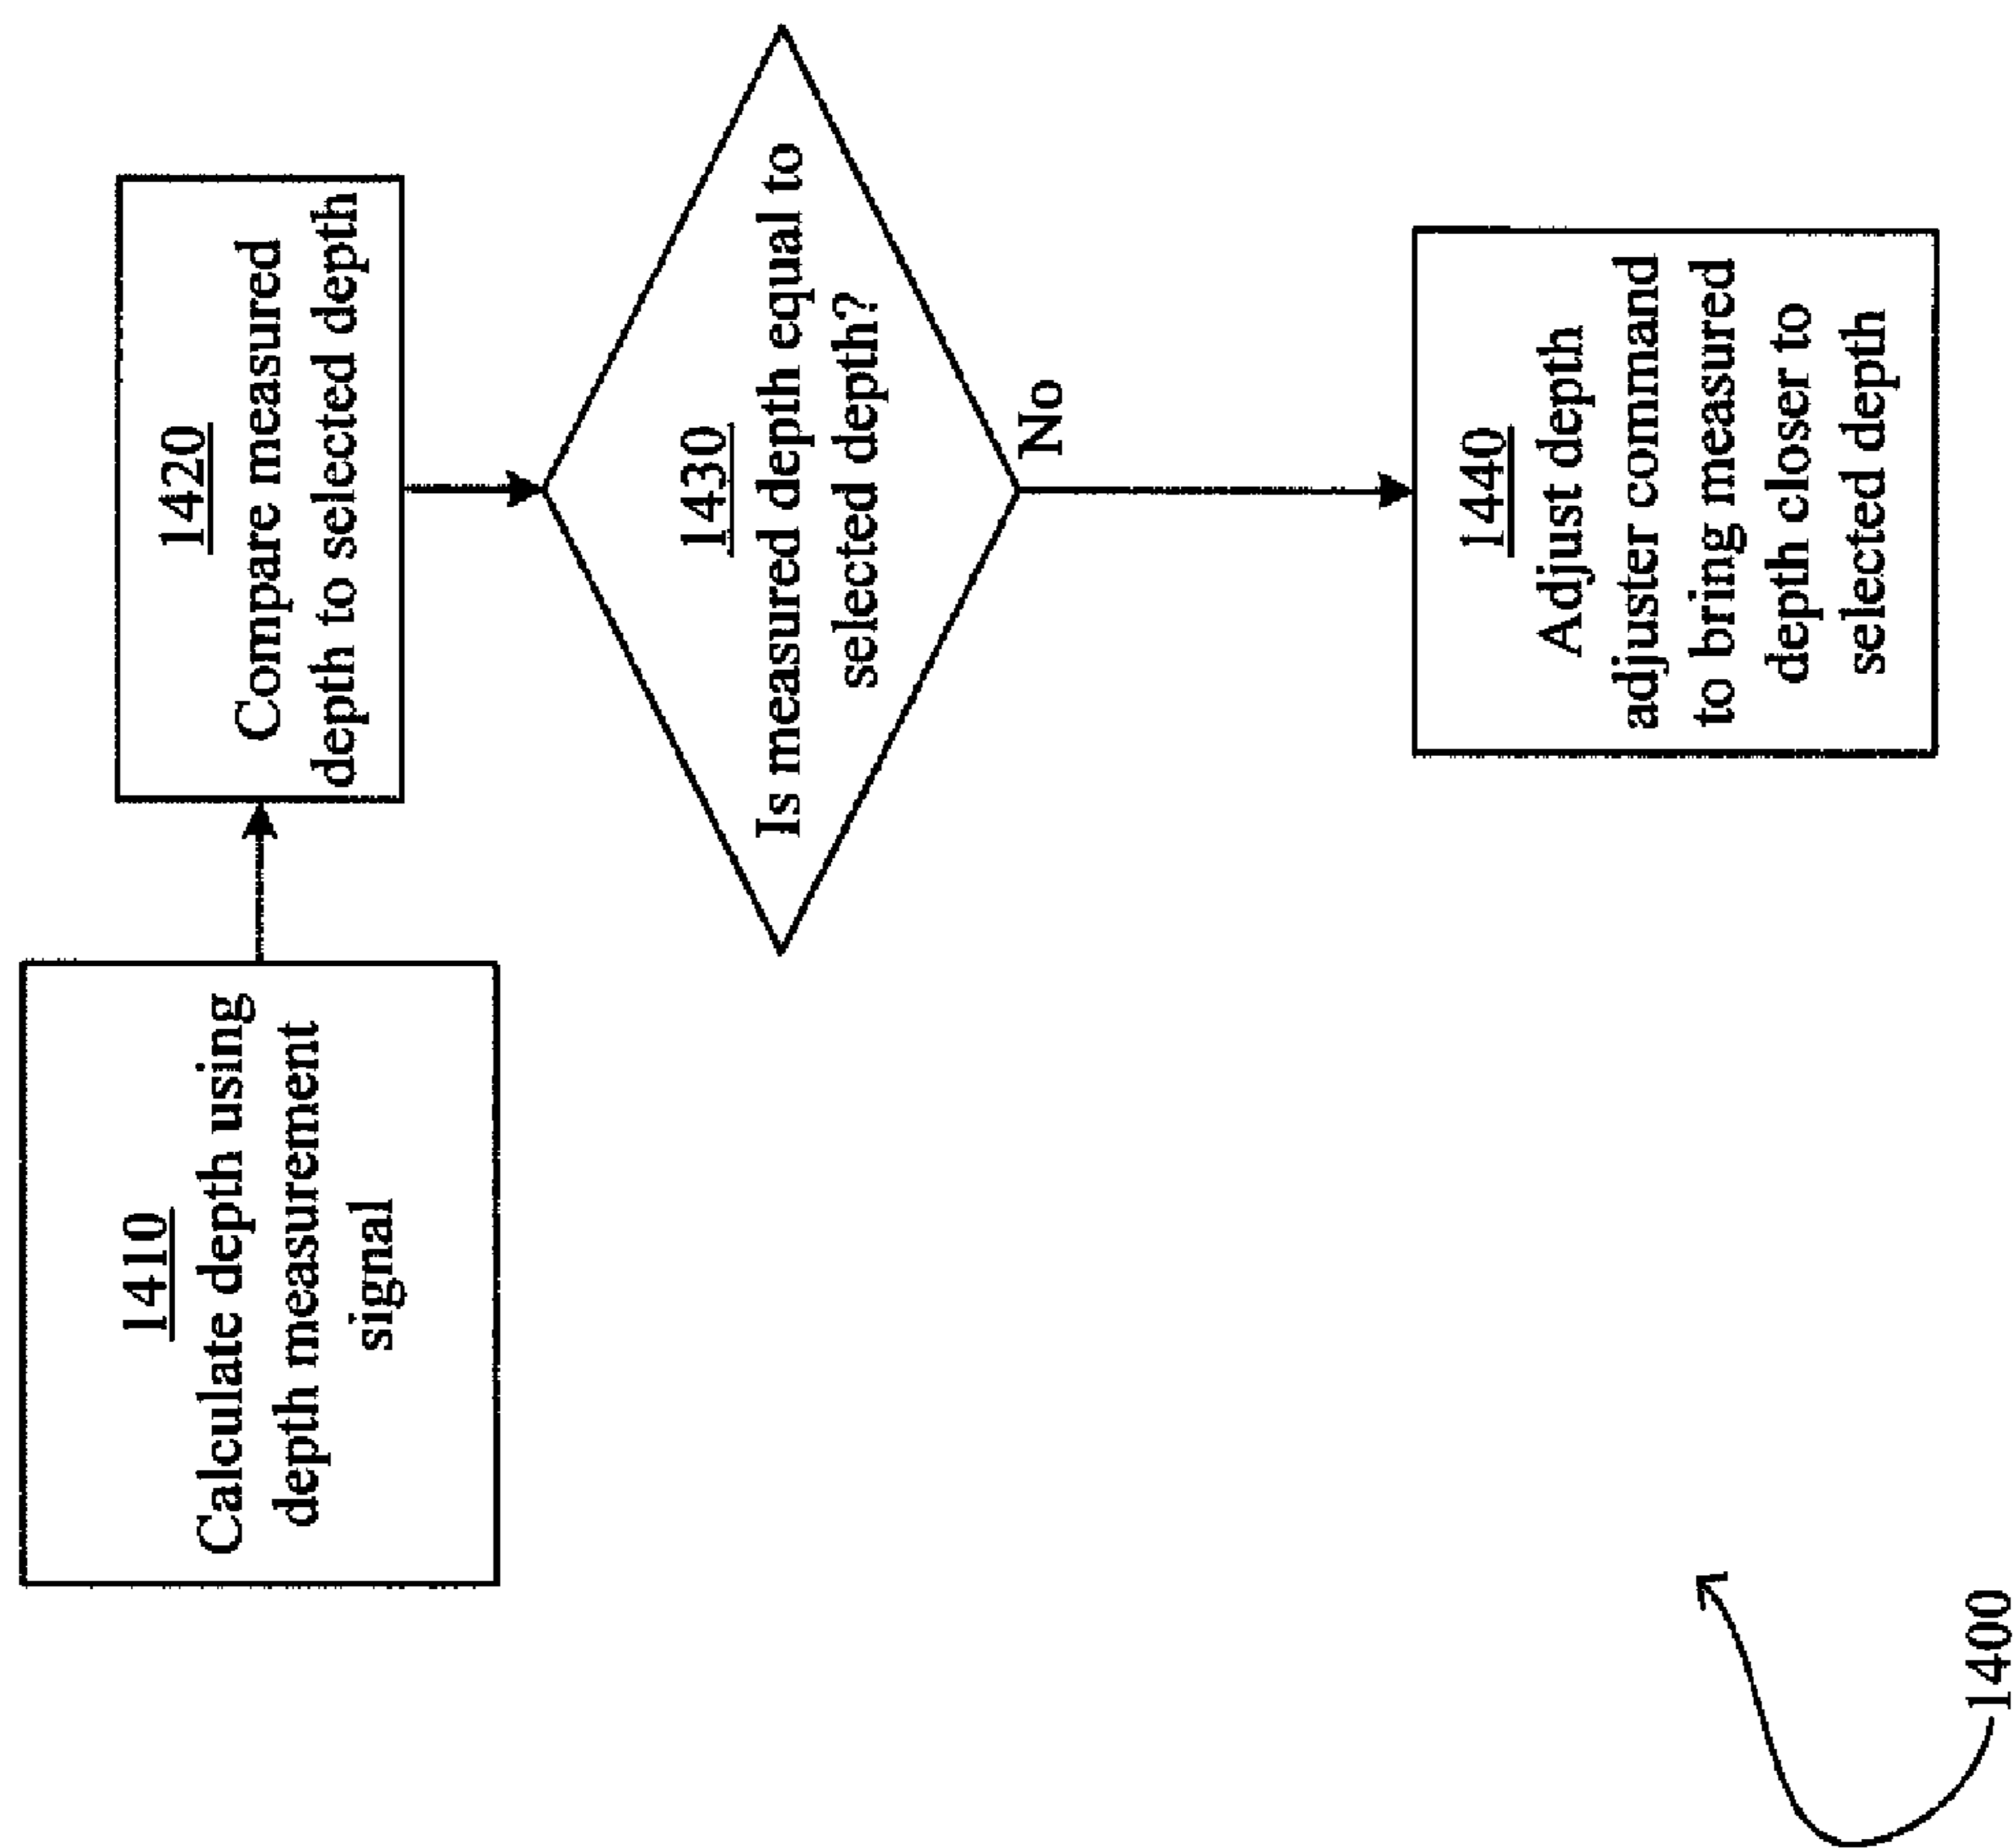 1410
Calculate depth using
depth measurement
signal
1420
Compare measured
depth to selected depth
1430
Is measured depth equal to
selected depth?
No
1440
Adjust depth
adjuster command
to bring measured
depth closer to
selected depth
1400